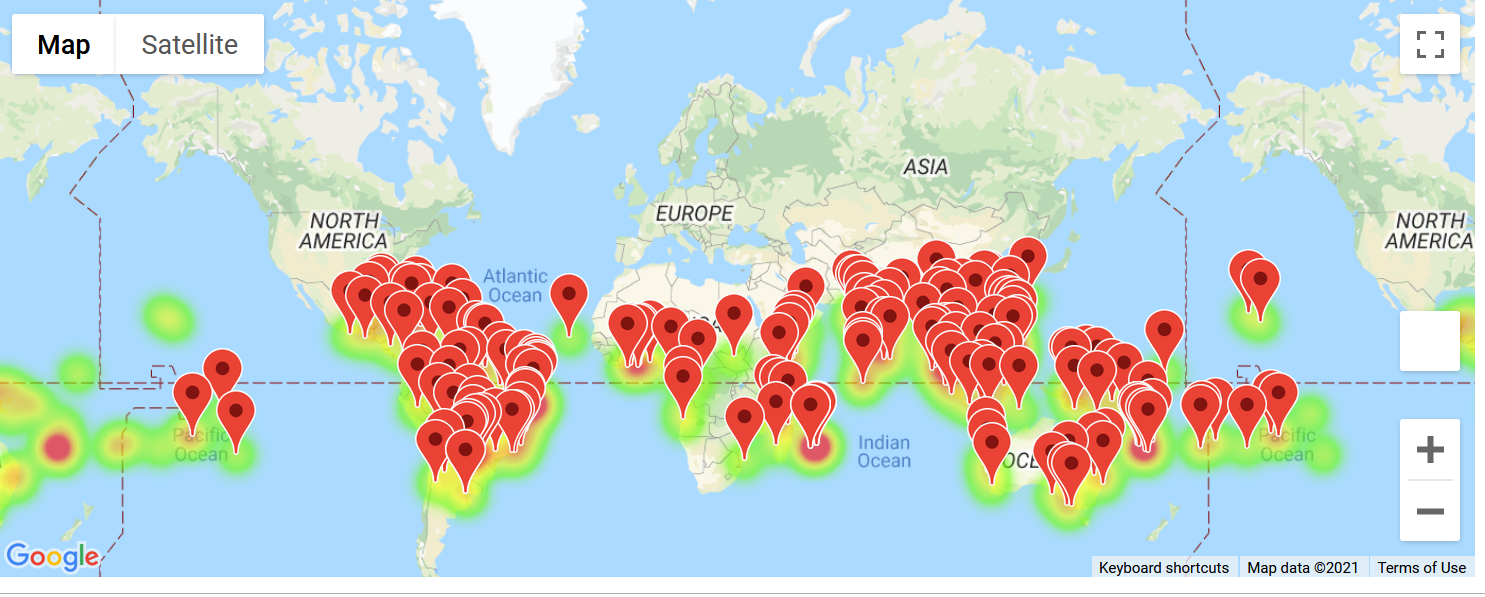 Map Satellite
ASIA
EUROPE
NORTH
AMERICA
NORTH
AMERICA
Atlantic
Ocean
Pacific
Ocean
Indian
Ocean
Pacific
Ocean
Google
Keyboard shortcuts Map data ©2021 Terms of Use